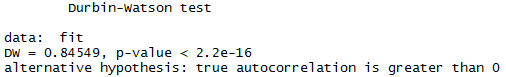 Durbin-Watson test
data:  fit
DW = 0.84549, p-value < 2.2e-16
alternative hypothesis: true autocorrelation is greater than 0